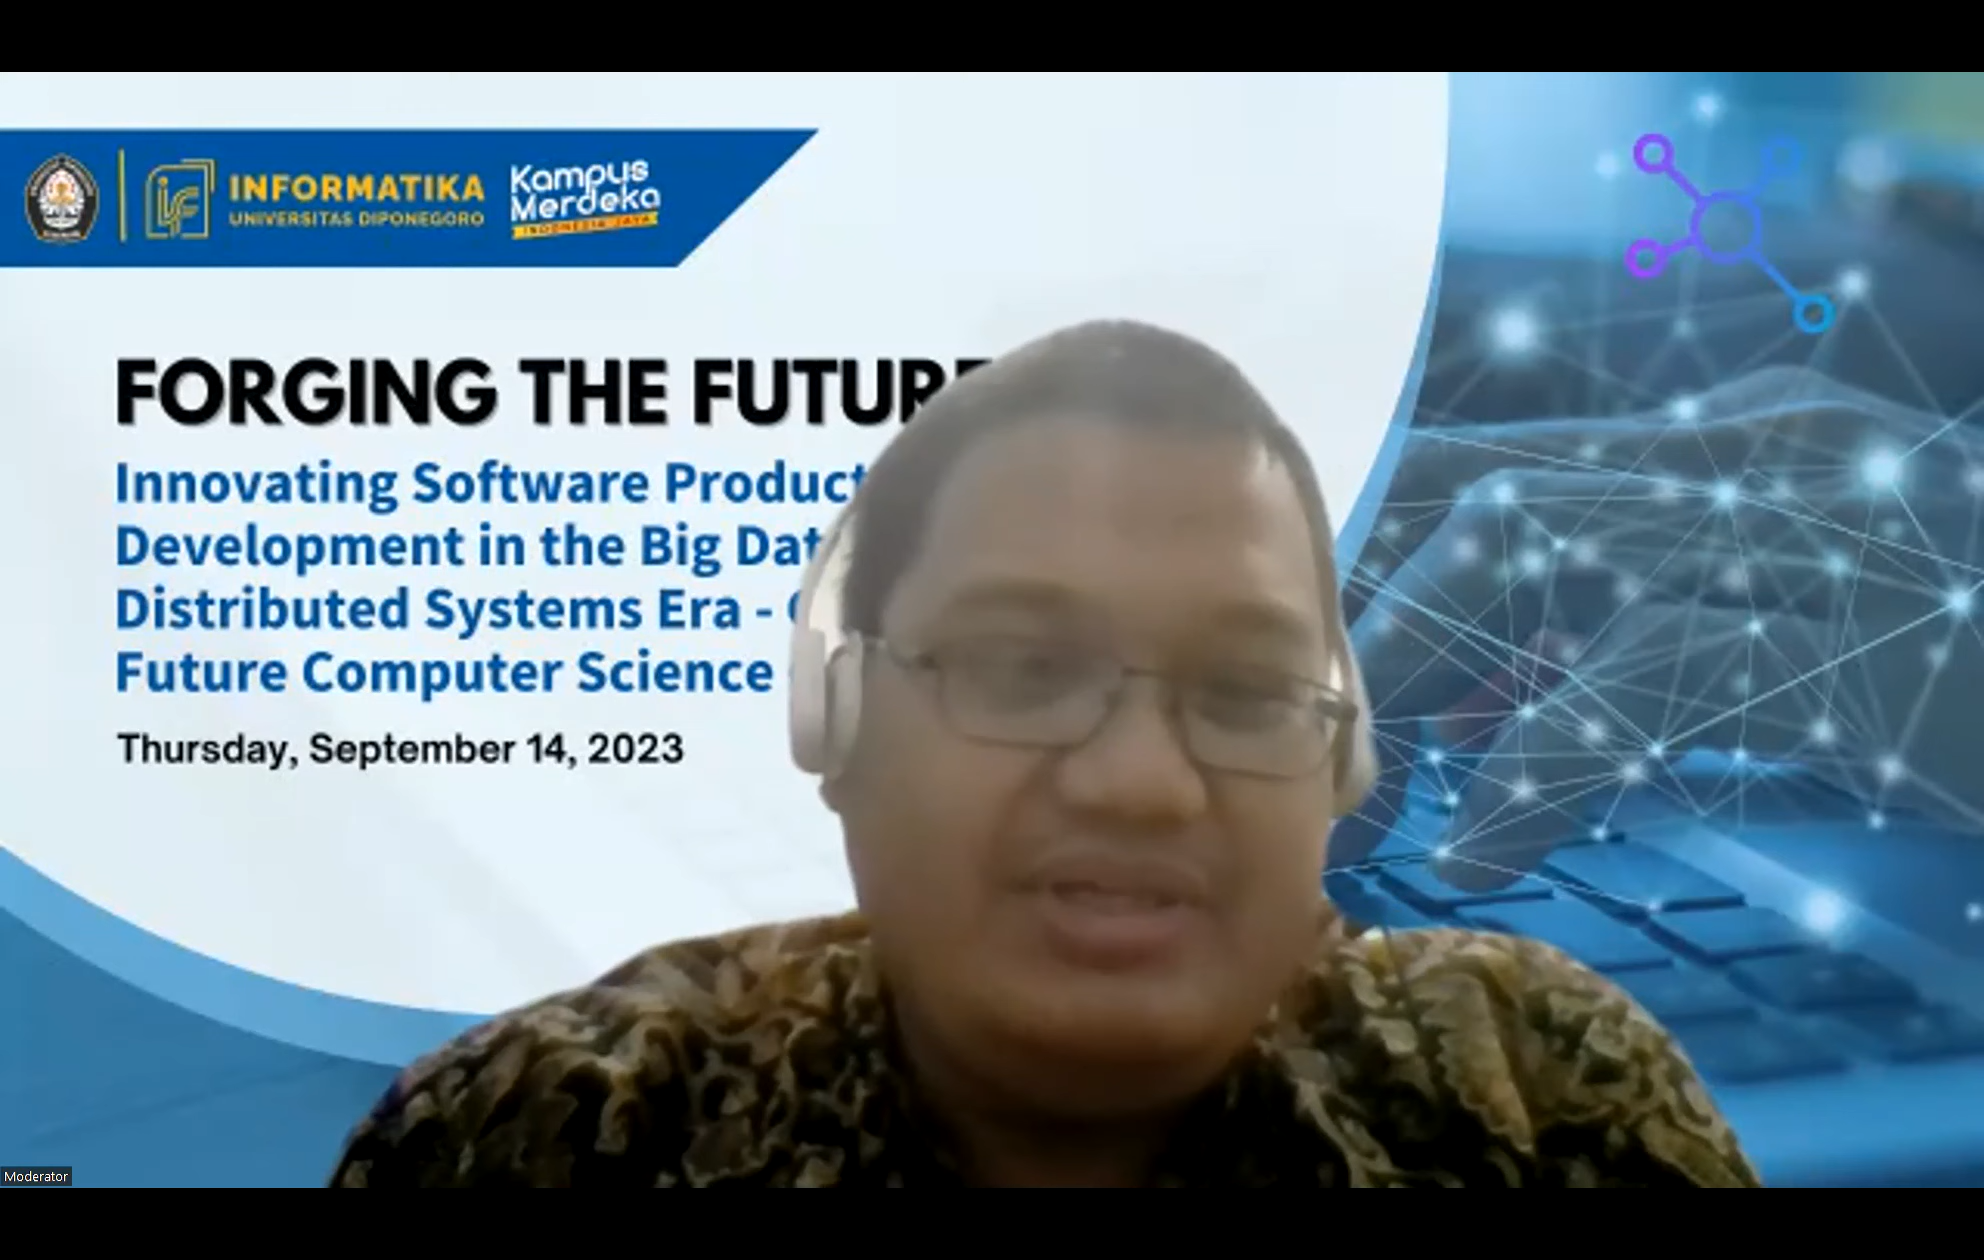 INFORMATIKA
UNIVERSITAS DIPONEGORO
Kampus
Merdeka
INDONESIA JAYA
FORGING THE FUTURE
Innovating Software Product
Development in the Big Dat
Distributed Systems Era -
Future Computer Science
Thursday, September 14, 2023
Moderator